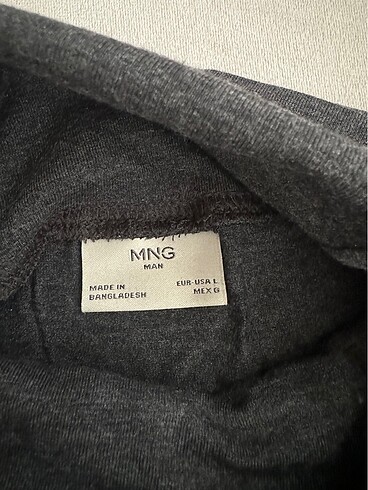 MNG
MAN
MADE IN
BANGLADESH
EUR-USA L
MEX G